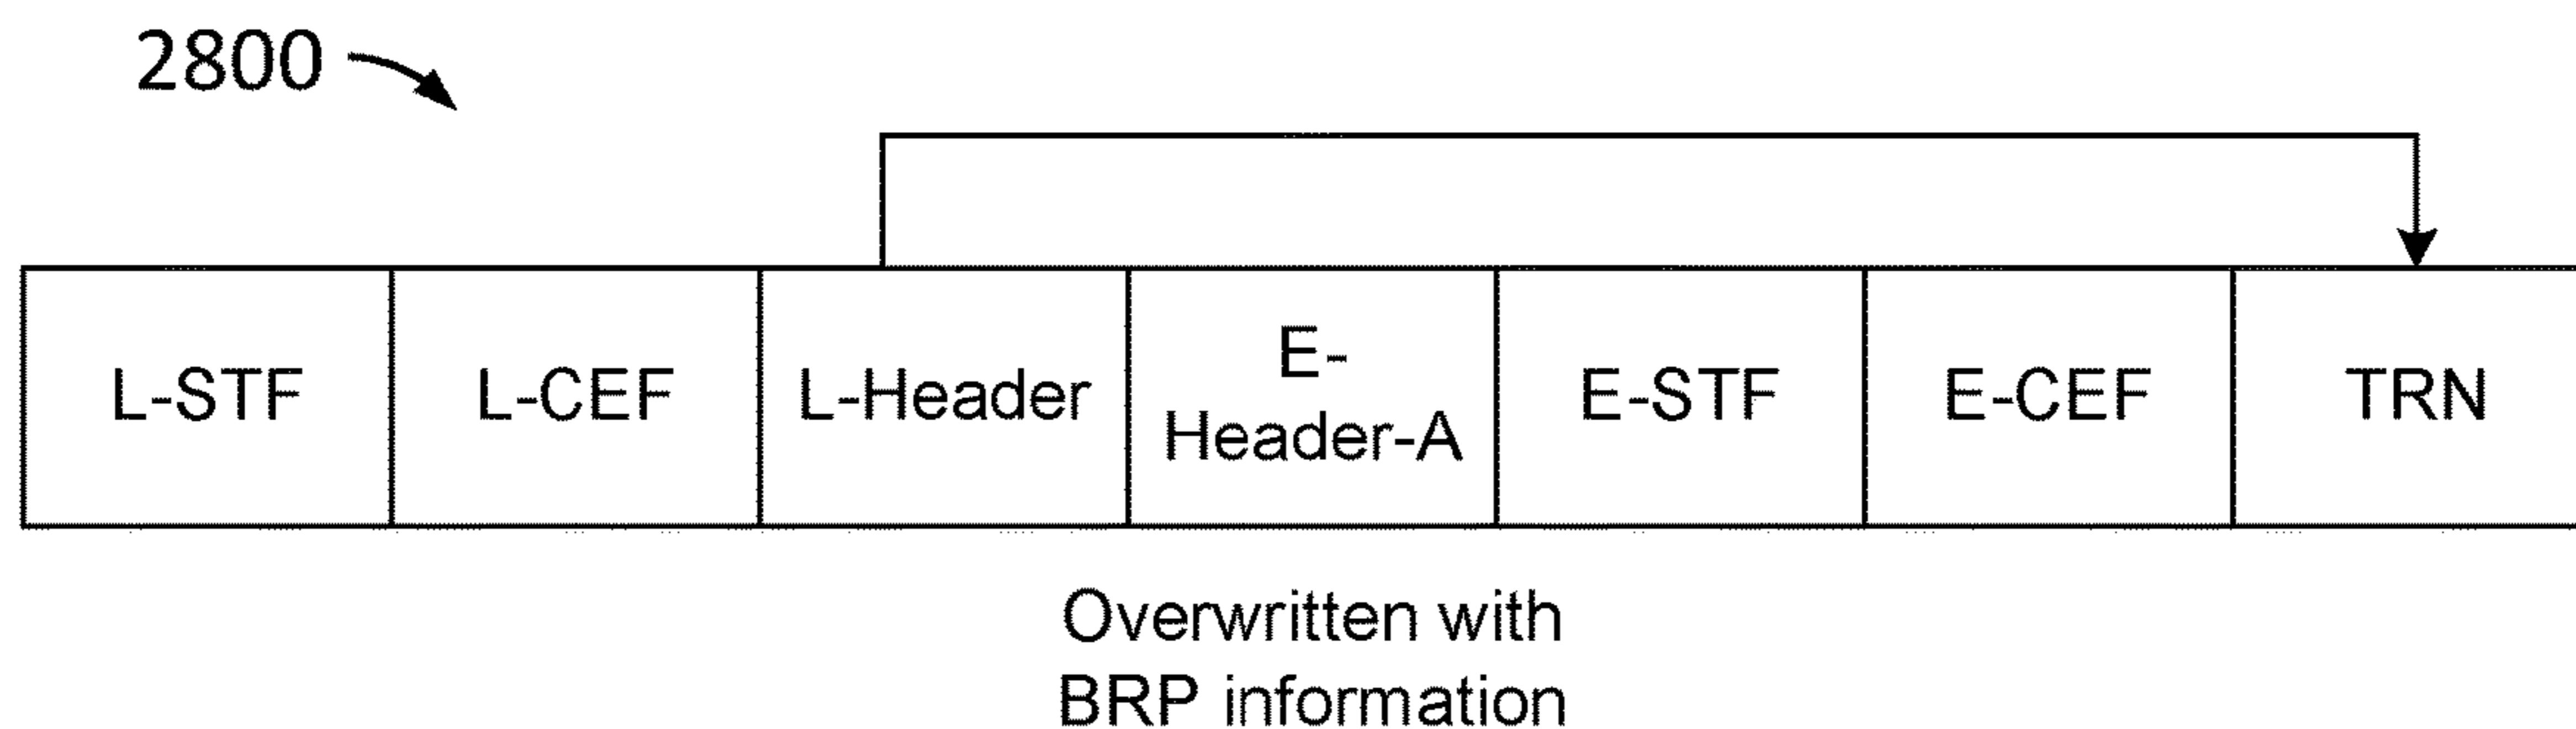 2800
L-STF
L-CEF
L-Header
E-
Header-A
E-STF
E-CEF
TRN
Overwritten with
BRP information